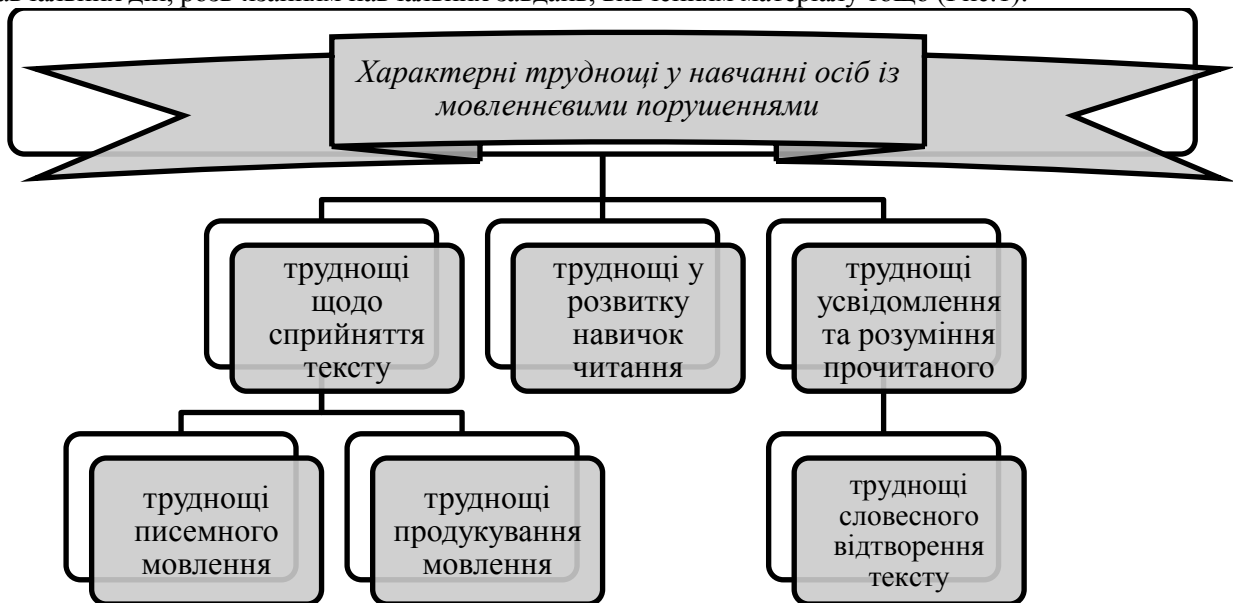 Характерні труднощі у навчанні осіб із
мовленнєвими порушеннями
труднощі
щодо
сприйняття
тексту
труднощі у
розвитку
навичок
читання
труднощі
усвідомлення
та розуміння
прочитаного
труднощі
писемного
мовлення
труднощі
продукування
мовлення
труднощі
словесного
відтворення
тексту